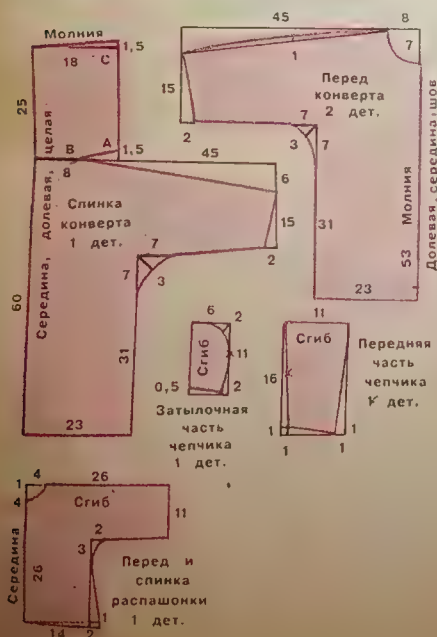 Молния
18 С
1,5
25
В А
8
1,5
45
6
15
2
Середина, долевая, целая
Спинка
конверта
1 дет.
7
7 3
60
31
23
45 8
7
1
15
2
Перед
конверта
2 дет.
7
3 7
31
Молния
53
Долевая, середина, шов
23
6 2
Сгиб
11
0,5 2
Затылочная
часть
чепчика
1 дет.
11
Сгиб
16
1 1
1 1
Передняя
часть
чепчика
1 дет.
1 4 26
4
Сгиб
11
Середина
26
2
3
Перед и
спинка
распашонки
1 дет.
1
14 2